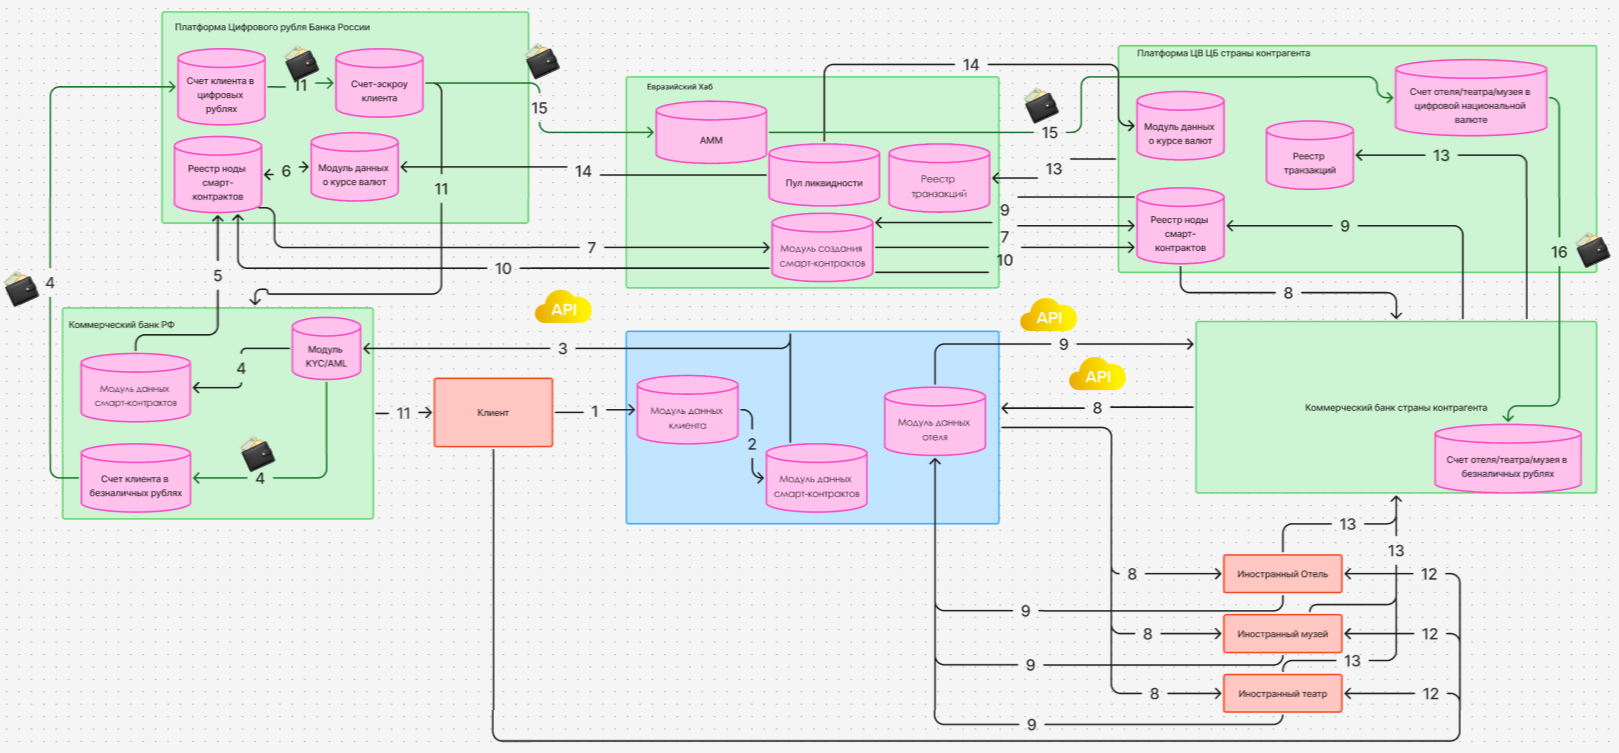 Платформа Цифрового рубля Банка России
Счет клиента в
цифровых
рублях
11
Счет-эскроу
клиента
Реестр ноды
смарт-
контрактов
6
Модуль данных
о курсе валют
15
14
11
7
10
5
4
Евразийский Хаб
АММ
Пул ликвидности
Реестр
транзакций
Модуль создания
смарт-контрактов
14
15
13
9
7
10
Платформа ЦВ ЦБ страны контрагента
Модуль данных
о курсе валют
Реестр
транзакций
Счет отеля/театра/музея в
цифровой национальной
валюте
Реестр ноды
смарт-
контрактов
13
9
16
8
Коммерческий банк РФ
Модуль
KYC/AML
4
Модуль данных
смарт-контрактов
Счет клиента в
безналичных рублях
4
API
API
API
3
11
Клиент
1
Модуль данных
клиента
2
Модуль данных
смарт-контрактов
Модуль данных
отеля
9
8
Коммерческий банк страны контрагента
Счет отеля/театра/музея в
безналичных рублях
13
13
8
Иностранный Отель
12
9
8
Иностранный музей
12
9
13
8
Иностранный театр
12
9